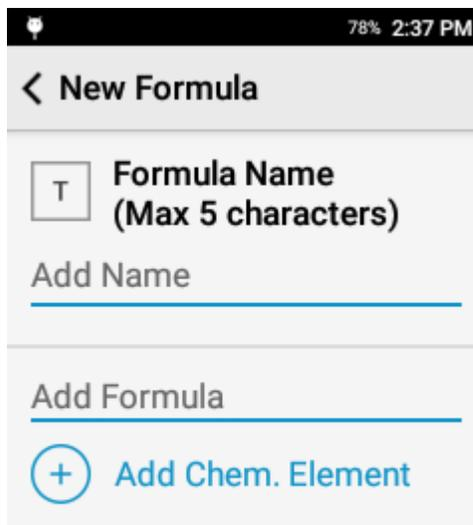 78% 2:37 PM
New Formula
T
Formula Name
(Max 5 characters)
Add Name
Add Formula
+
Add Chem. Element